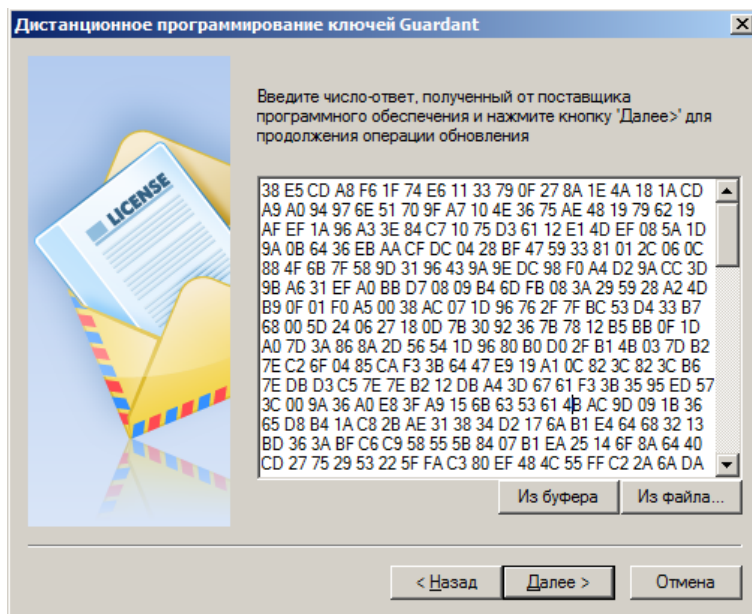 Дистанционное программирование ключей Guardant
LICENSE
Введите число-ответ, полученный от поставщика
программного обеспечения и нажмите кнопку 'Далее>' для
продолжения операции обновления
38 E5 CD A8 F6 1F 74 E6 11 33 79 0F 27 8A 1E 4A 18 1A CD
A9 A0 94 97 6E 51 70 9F A7 10 4E 36 75 AE 48 19 79 62 19
AF EF 1A 96 A3 3E 84 C7 10 75 D3 61 12 E1 4D EF 08 5A 1D
9A 0B 64 36 EB AA CF DC 04 28 BF 47 59 33 81 01 2C 06 0C
88 4F 6B 7F 58 9D 31 96 43 9A 9E DC 98 F0 A4 D2 9A CC 3D
9B A6 31 EF A0 BB D7 08 09 B4 6D FB 08 3A 29 59 28 A2 4D
B9 0F 01 F0 A5 00 38 AC 07 1D 96 76 2F 7F BC 53 D4 33 B7
68 00 5D 24 06 27 18 0D 7B 30 92 36 7B 78 12 B5 BB 0F 1D
A0 7D 3A 86 8A 2D 56 54 1D 96 80 B0 D0 2F B1 4B 03 7D B2
7E C2 6F 04 85 CA F3 3B 64 47 E9 19 A1 0C 82 3C 82 3C B6
7E DB D3 C5 7E 7E B2 12 DB A4 3D 67 61 F3 3B 35 95 ED 57
3C 00 9A 36 A0 E8 3F A9 15 6B 63 53 61 4B AC 9D 09 1B 36
65 D8 B4 1A C8 2B AE 31 38 34 D2 17 6A B1 E4 64 68 32 13
BD 36 3A BF C6 C9 58 55 5B 84 07 B1 EA 25 14 6F 8A 64 40
CD 27 75 29 53 22 5F FA C3 80 EF 48 4C 55 FF C2 2A 6A DA
Из буфера
Из файла...
< Назад
Далее >
Отмена